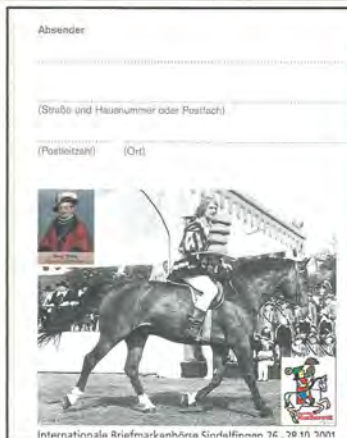 Absender
(Straße und Hausnummer oder Postfach)
(Postleitzahl) (Ort)
Internationale Briefmarkenbörse Sindelfingen 26.-28.10.2001